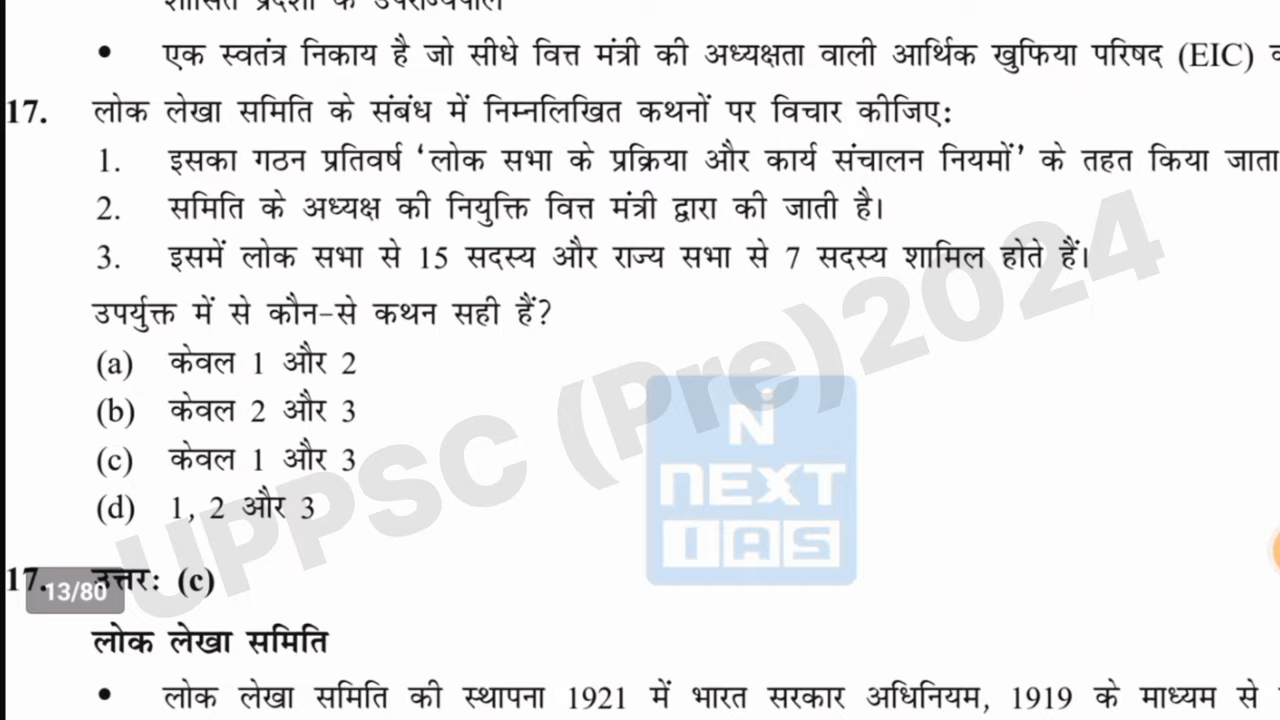 शासित प्रदेशों के उपराज्यपाल
• एक स्वतंत्र निकाय है जो सीधे वित्त मंत्री की अध्यक्षता वाली आर्थिक खुफिया परिषद (EIC)
17. लोक लेखा समिति के संबंध में निम्नलिखित कथनों पर विचार कीजिए:
1. इसका गठन प्रतिवर्ष ‘लोक सभा के प्रक्रिया और कार्य संचालन नियमों’ के तहत किया जाता
2. समिति के अध्यक्ष की नियुक्ति वित्त मंत्री द्वारा की जाती है।
3. इसमें लोक सभा से 15 सदस्य और राज्य सभा से 7 सदस्य शामिल होते हैं।
उपर्युक्त में से कौन-से कथन सही हैं?
(a) केवल 1 और 2
(b) केवल 2 और 3
(c) केवल 1 और 3
(d) 1, 2 और 3
UPPSC (Pre) 2024
N
NEXT
IAS
17. उत्तर: (c)
13/80
लोक लेखा समिति
• लोक लेखा समिति की स्थापना 1921 में भारत सरकार अधिनियम, 1919 के माध्यम से